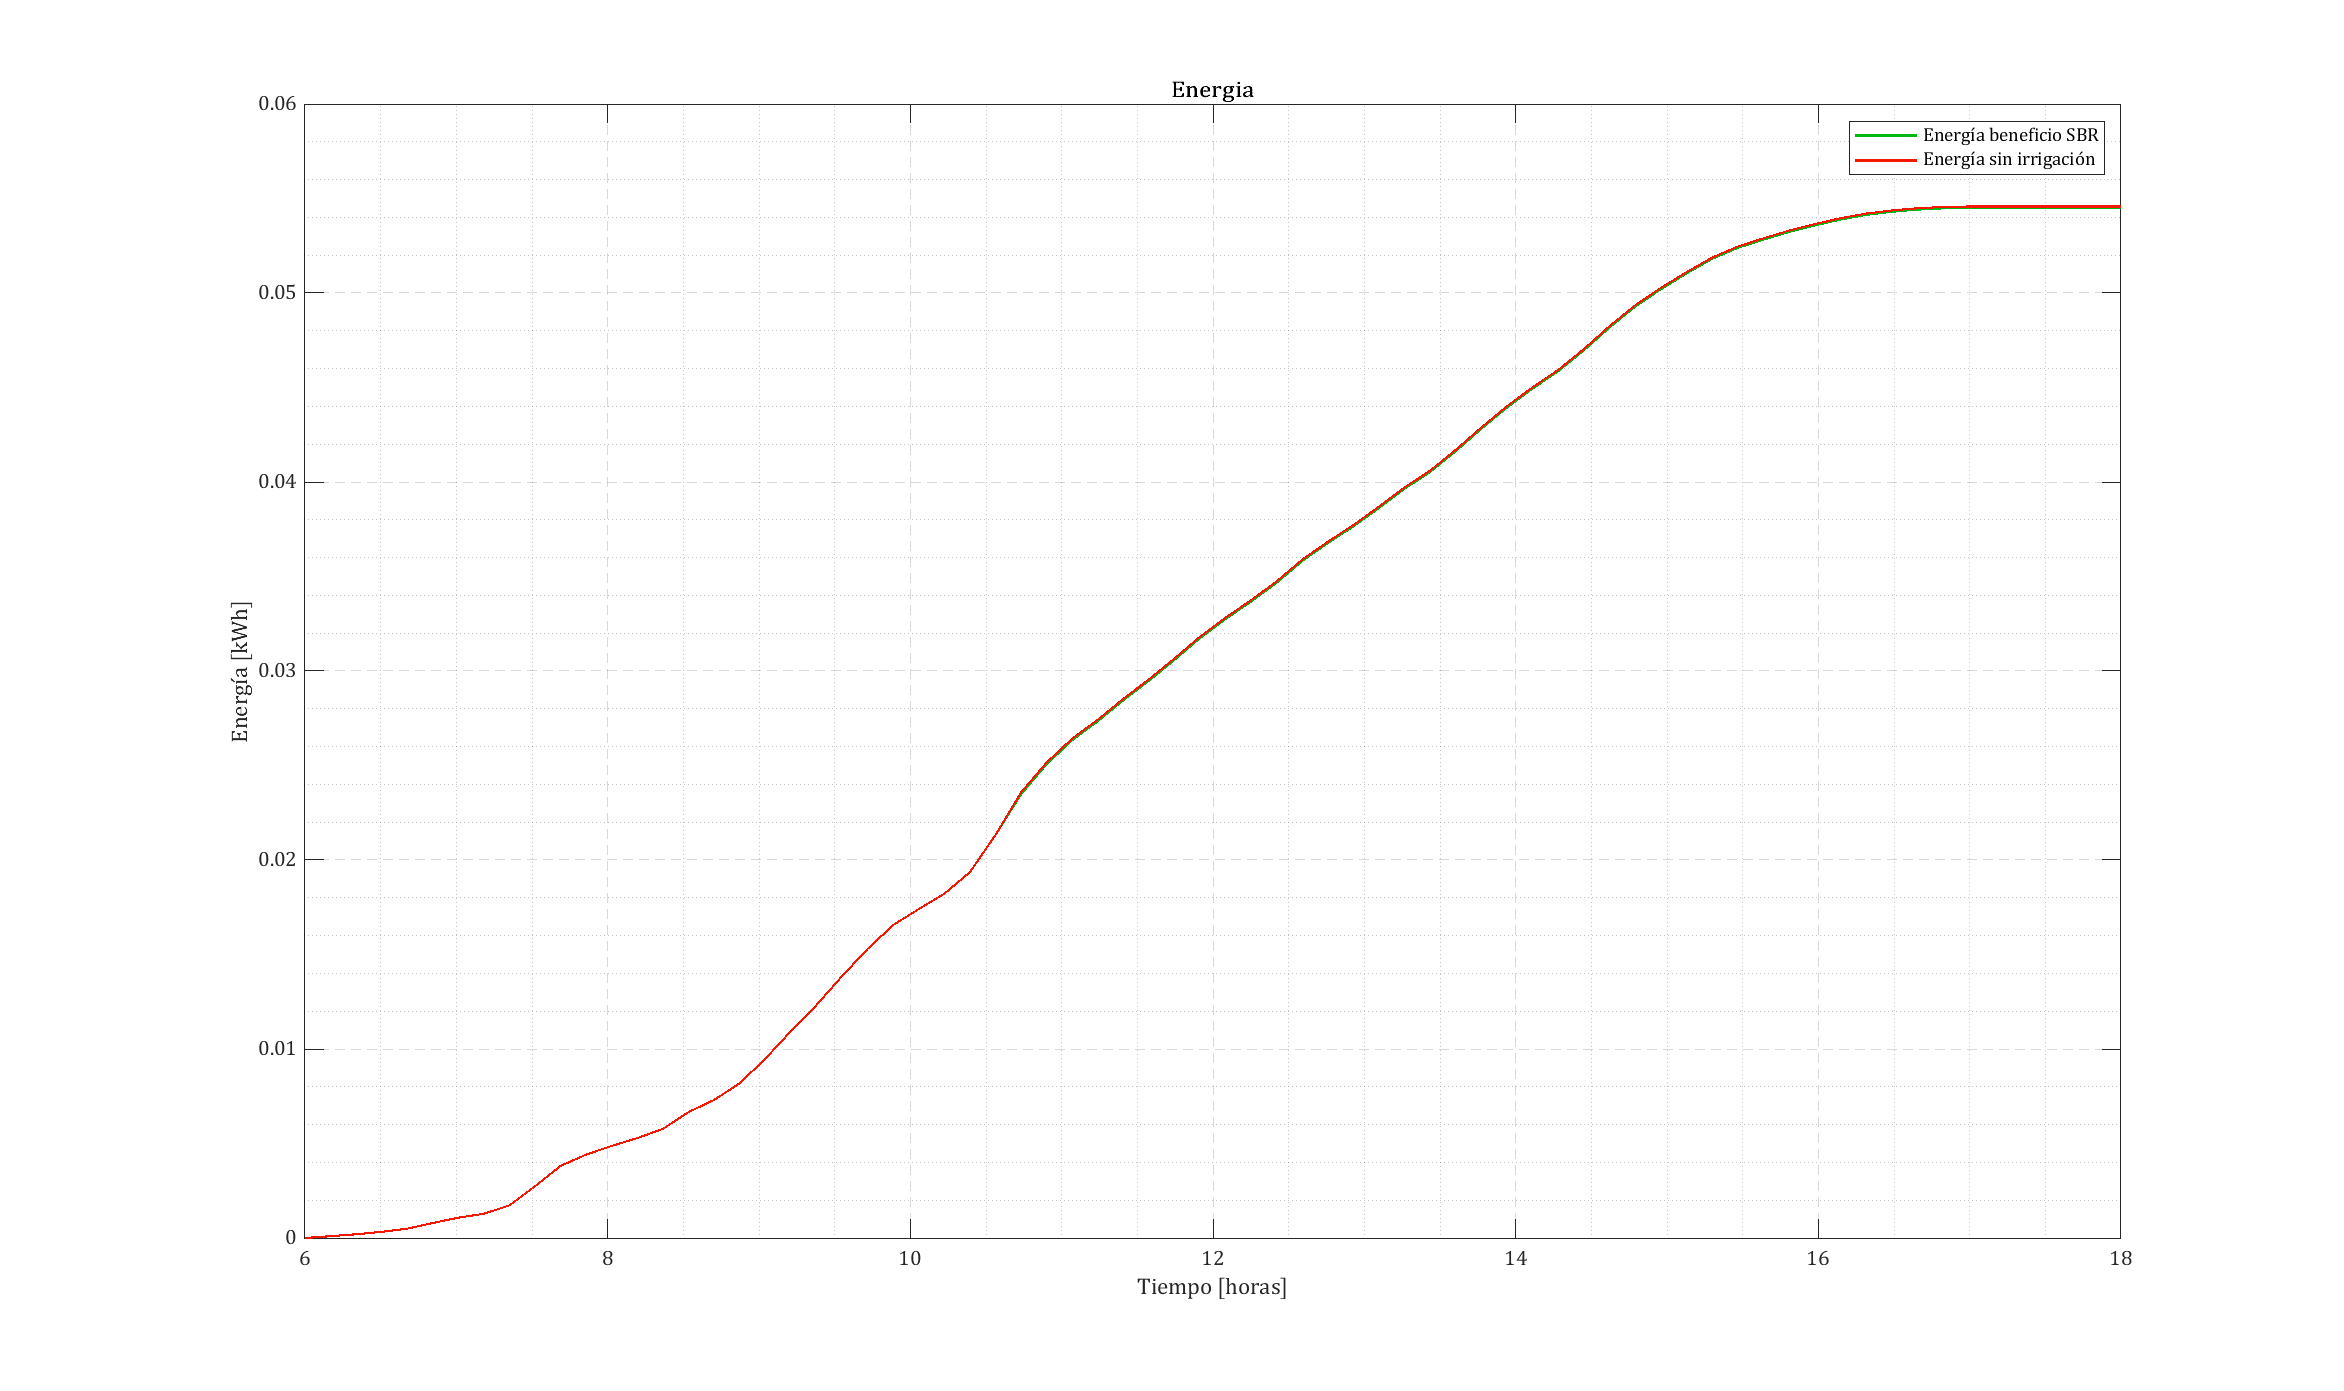 Energia
0.06
Energía beneficio SBR
Energía sin irrigación
0.05
0.04
0.03
0.02
0.01
0
Energía [kWh]
6 8 10 12 14 16 18
Tiempo [horas]